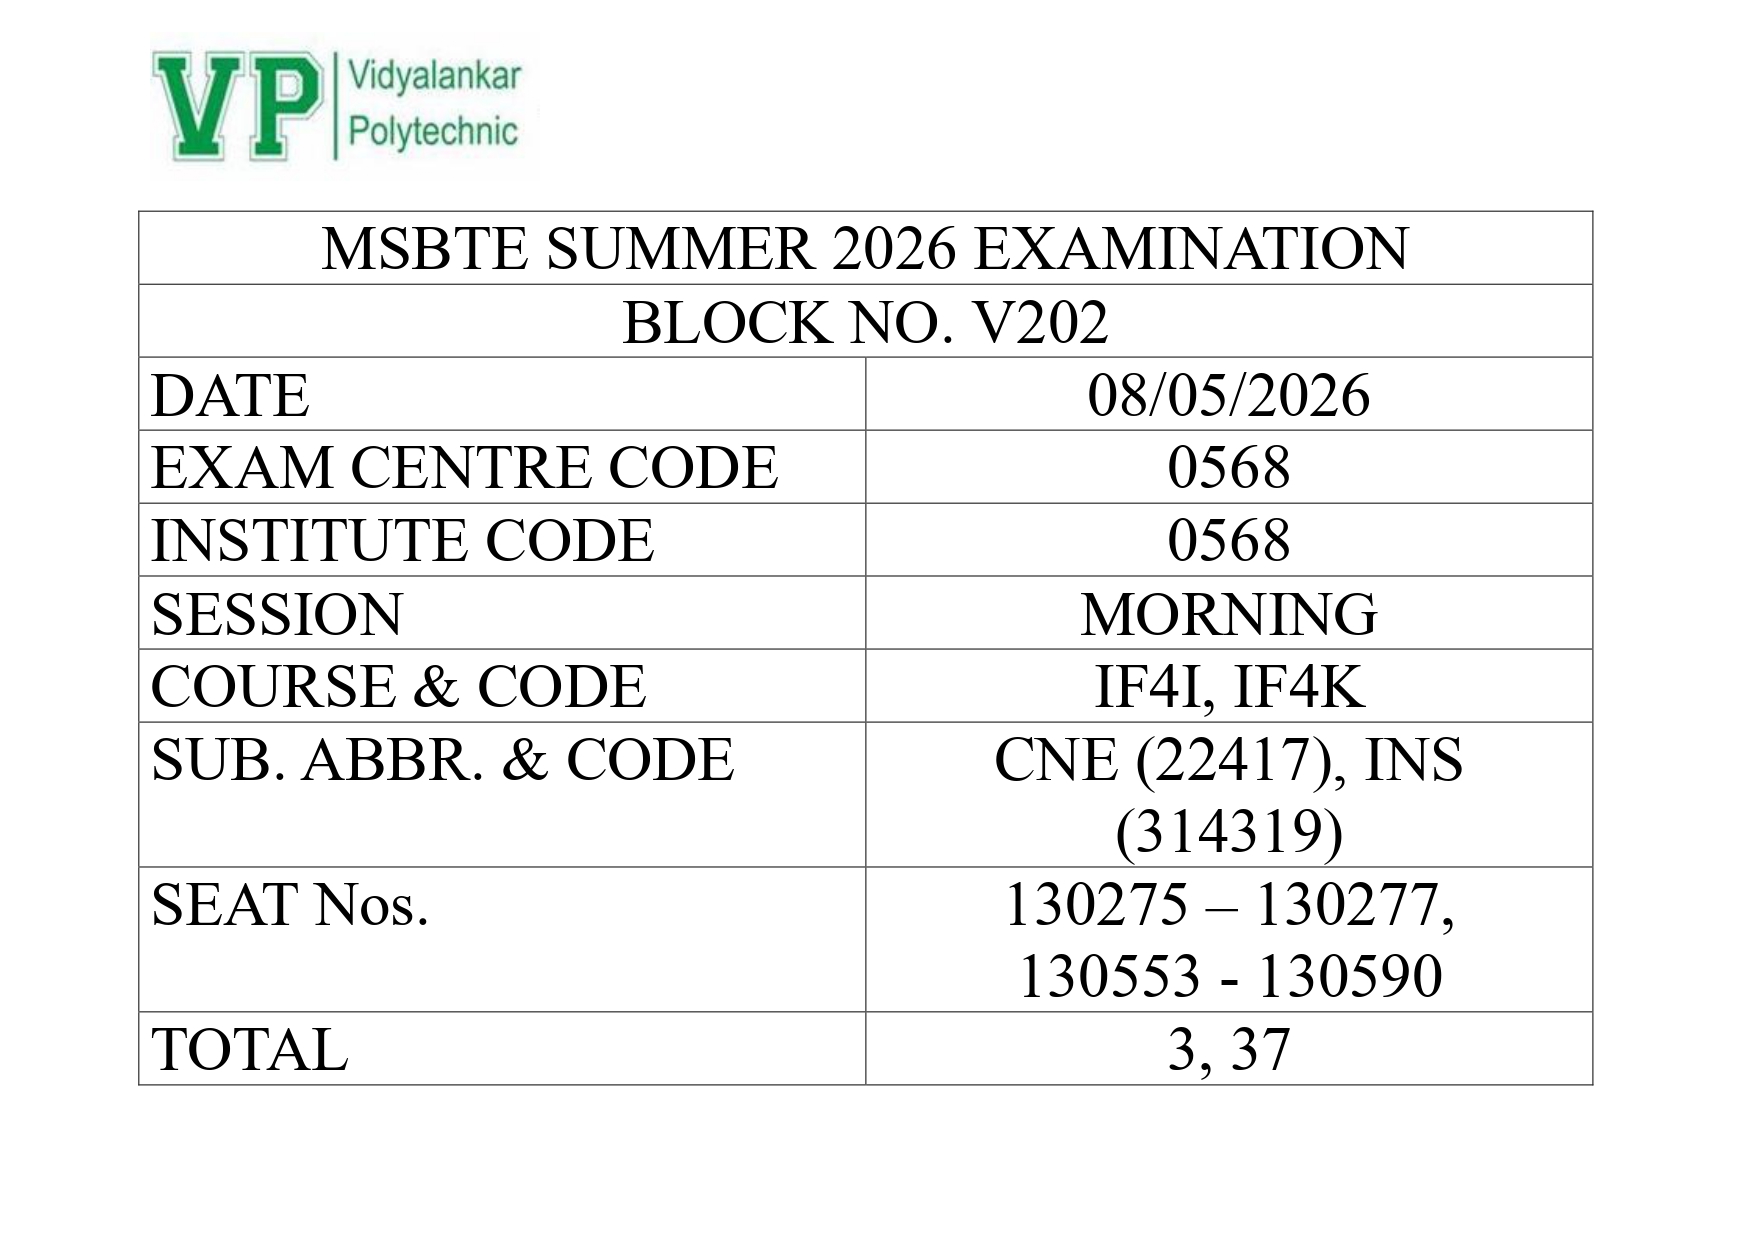 VP Vidyalankar
Polytechnic
MSBTE SUMMER 2026 EXAMINATION
BLOCK NO. V202
DATE 08/05/2026
EXAM CENTRE CODE 0568
INSTITUTE CODE 0568
SESSION MORNING
COURSE & CODE IF4I, IF4K
SUB. ABBR. & CODE CNE (22417), INS
(314319)
SEAT Nos. 130275 – 130277,
130553 - 130590
TOTAL 3, 37